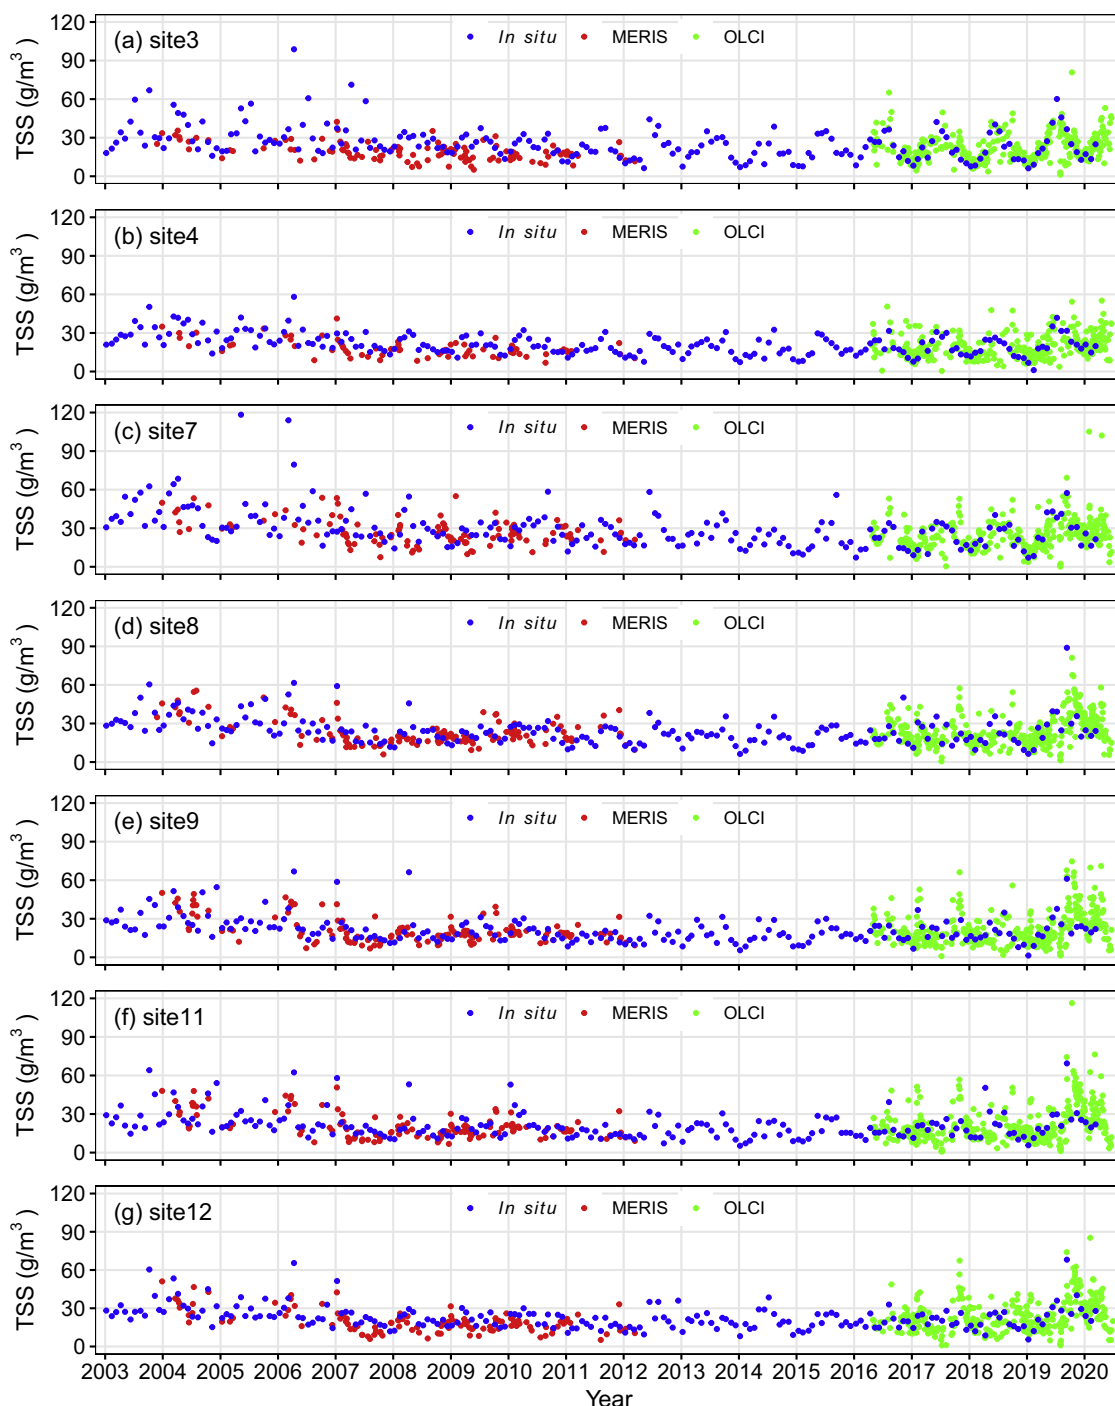 120
90
60
30
0
TSS (g/m³)
(a) site3
In situ MERIS OLCI
120
90
60
30
0
TSS (g/m³)
(b) site4
In situ MERIS OLCI
120
90
60
30
0
TSS (g/m³)
(c) site7
In situ MERIS OLCI
120
90
60
30
0
TSS (g/m³)
(d) site8
In situ MERIS OLCI
120
90
60
30
0
TSS (g/m³)
(e) site9
In situ MERIS OLCI
120
90
60
30
0
TSS (g/m³)
(f) site11
In situ MERIS OLCI
120
90
60
30
0
TSS (g/m³)
(g) site12
In situ MERIS OLCI
2003 2004 2005 2006 2007 2008 2009 2010 2011 2012 2013 2014 2015 2016 2017 2018 2019 2020
Year